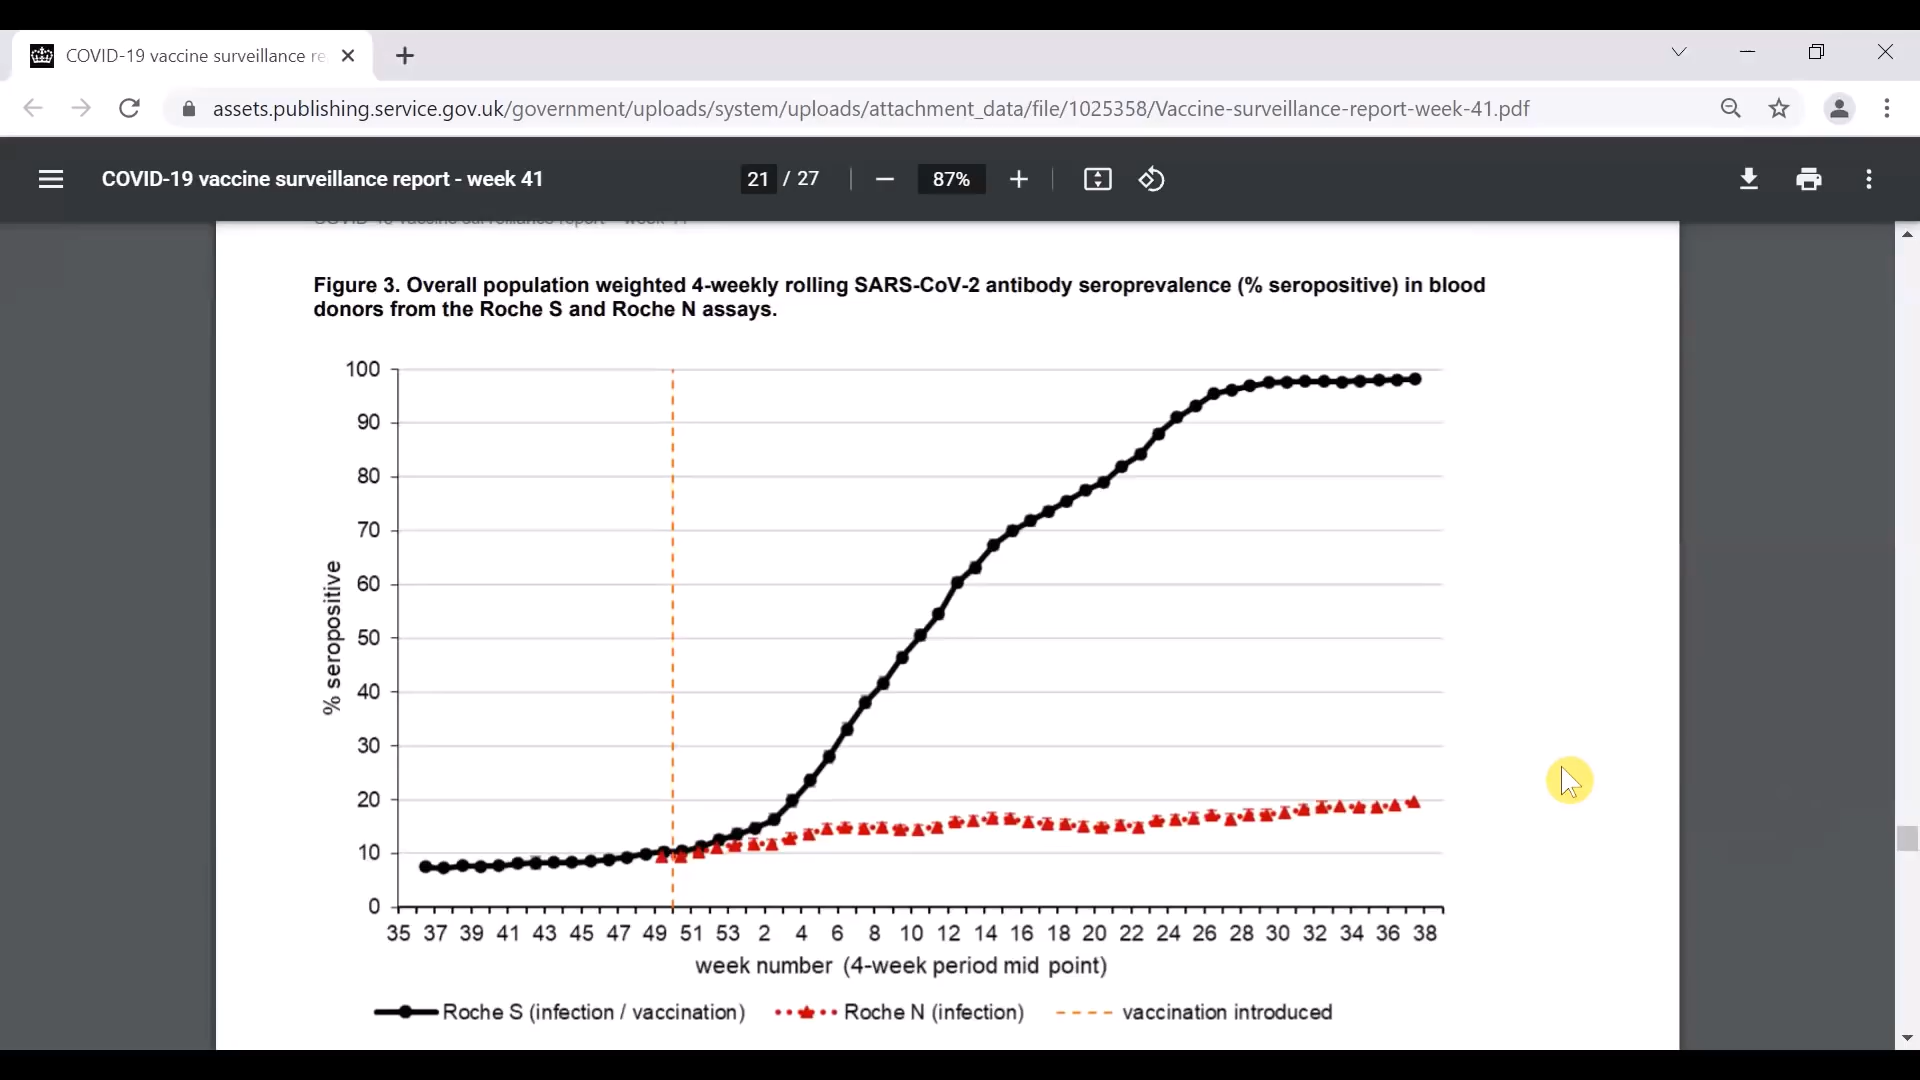 COVID-19 vaccine surveillance re
assets.publishing.service.gov.uk/government/uploads/system/uploads/attachment_data/file/1025358/Vaccine-surveillance-report-week-41.pdf
COVID-19 vaccine surveillance report - week 41
21 / 27
87%
Figure 3. Overall population weighted 4-weekly rolling SARS-CoV-2 antibody seroprevalence (% seropositive) in blood
donors from the Roche S and Roche N assays.
100
90
80
70
60
50
40
30
20
10
0
% seropositive
35 37 39 41 43 45 47 49 51 53 2 4 6 8 10 12 14 16 18 20 22 24 26 28 30 32 34 36 38
week number (4-week period mid point)
Roche S (infection / vaccination) Roche N (infection) vaccination introduced